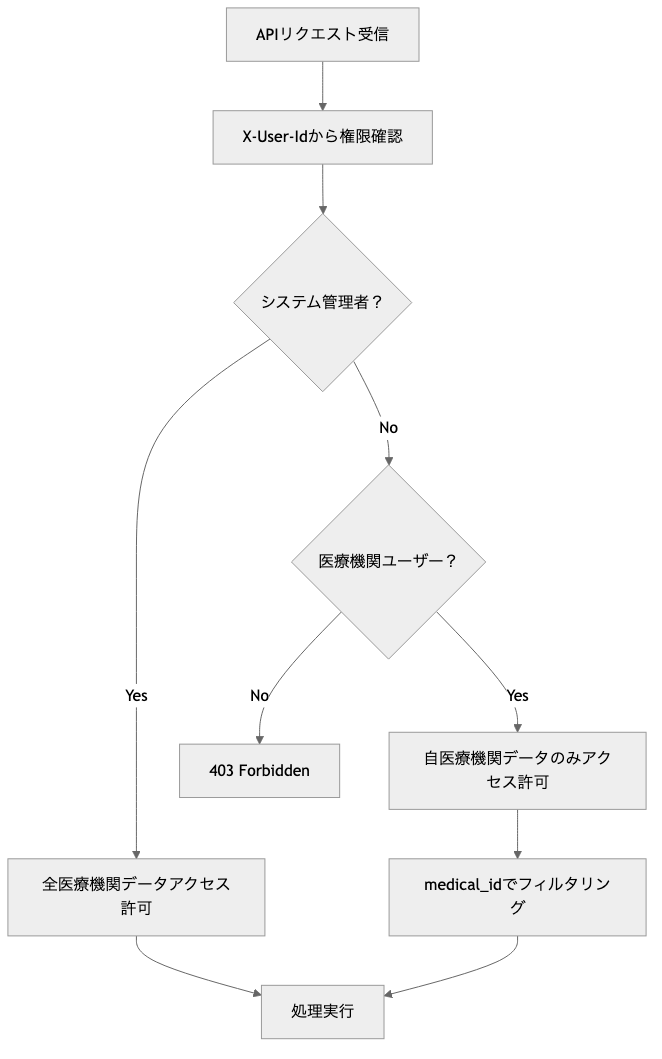 APIリクエスト受信
X-User-Idから権限確認
システム管理者？
No
医療機関ユーザー？
Yes
No
Yes
403 Forbidden
自医療機関データのみアク
セス許可
全医療機関データアクセス
許可
medical_idでフィルタリン
グ
処理実行